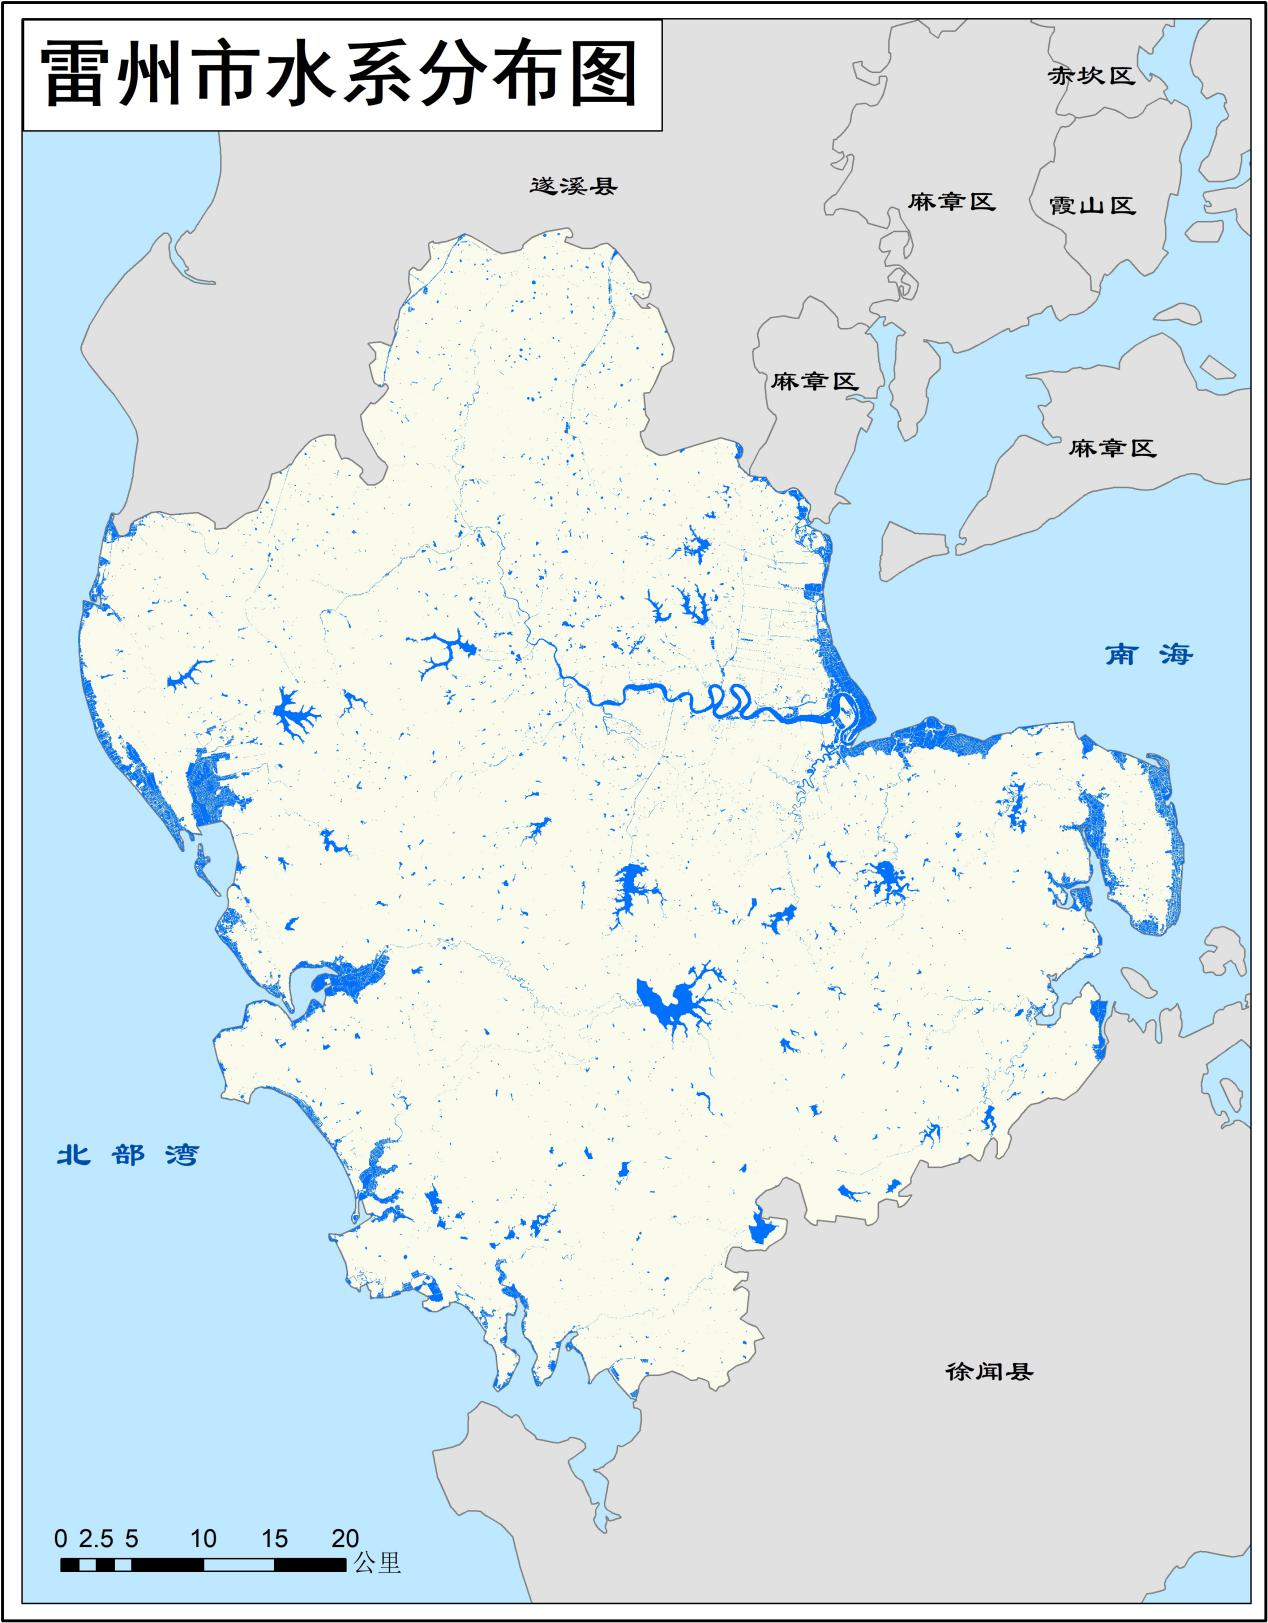 雷州市水系分布图
赤坎区
遂溪县
麻章区
霞山区
麻章区
麻章区
南 海
北 部 湾
徐闻县
0 2.5 5 10 15 20
公里